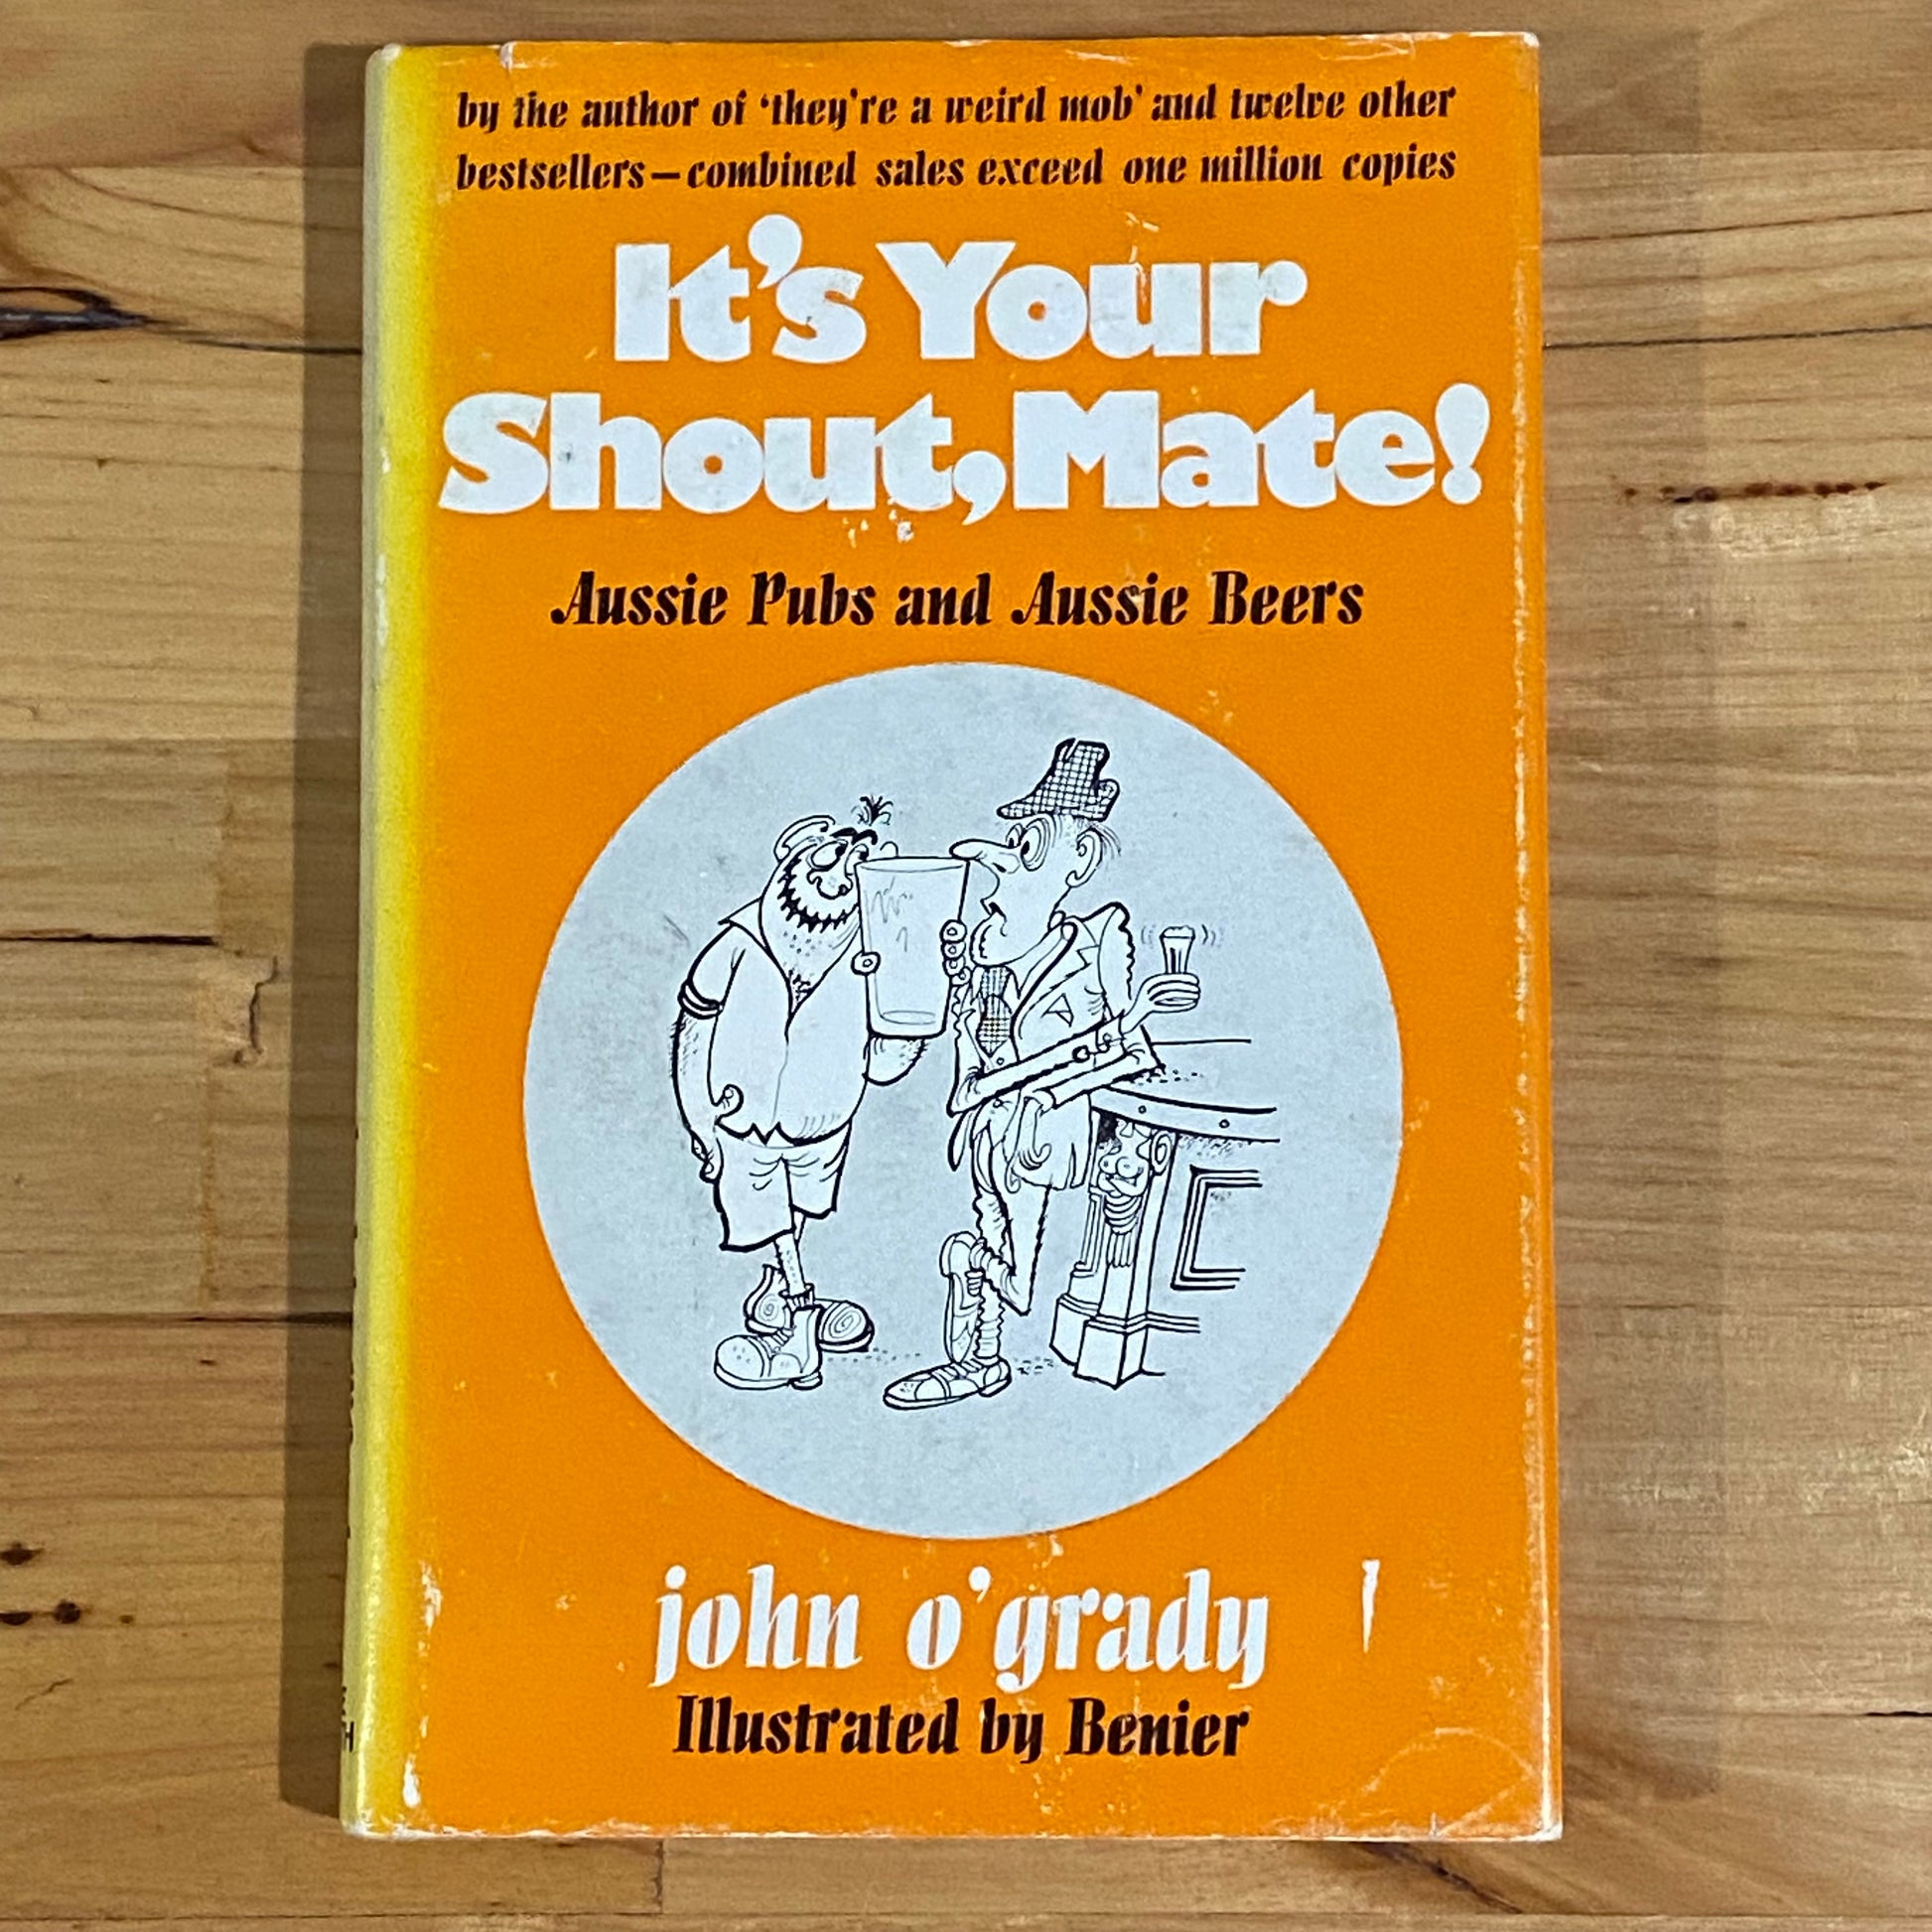 by the author of 'they're a weird mob' and twelve other
bestsellers—combined sales exceed one million copies
It's Your
Shout, Mate!
Aussie Pubs and Aussie Beers
john o'grady
Illustrated by Benier